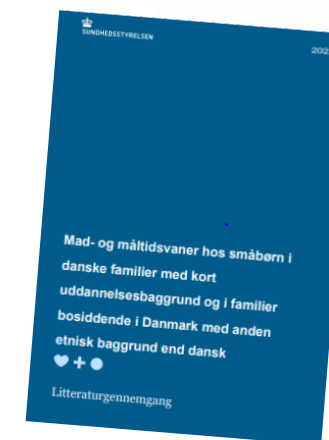 SUNDHEDSSTYRELSEN
Mad- og måltidsvaner hos småbørn i
danske familier med kort
uddannelsesbaggrund og i familier
bosiddende i Danmark med anden
etnisk baggrund end dansk
Litteraturgennemgang